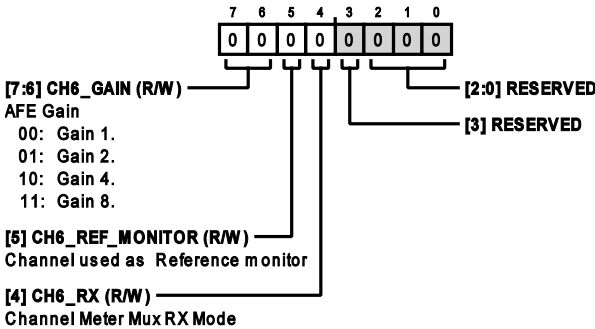 7 6 5 4 3 2 1 0
0 0 0 0 0 0 0 0
[7:6] CH6_GAIN (R/W)
AFE Gain
00: Gain 1.
01: Gain 2.
10: Gain 4.
11: Gain 8.
[5] CH6_REF_MONITOR (R/W)
Channel used as Reference monitor
[4] CH6_RX (R/W)
Channel Meter Mux RX Mode
[2:0] RESERVED
[3] RESERVED